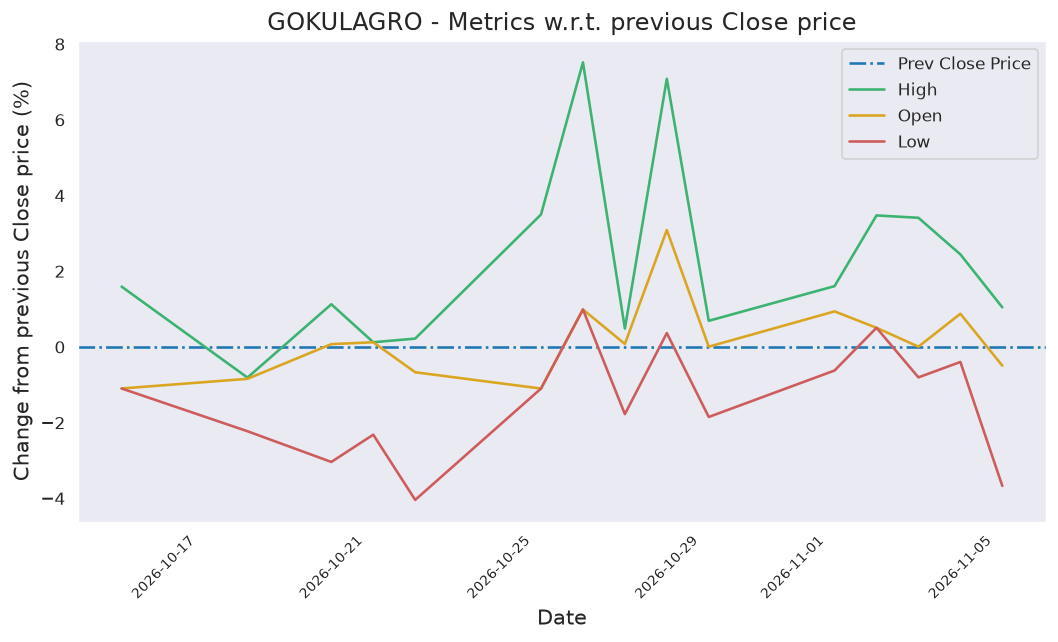 GOKULAGRO - Metrics w.r.t. previous Close price
Change from previous Close price (%)
8
6
4
2
0
−2
−4
Prev Close Price
High
Open
Low
2026-10-17
2026-10-21
2026-10-25
2026-10-29
2026-11-01
2026-11-05
Date